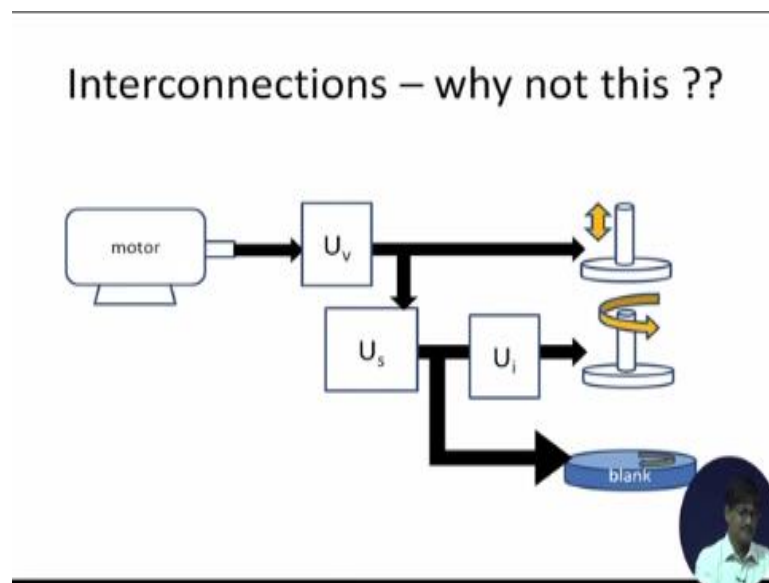 Interconnections – why not this ??
motor
Uv
Us
Ui
blank